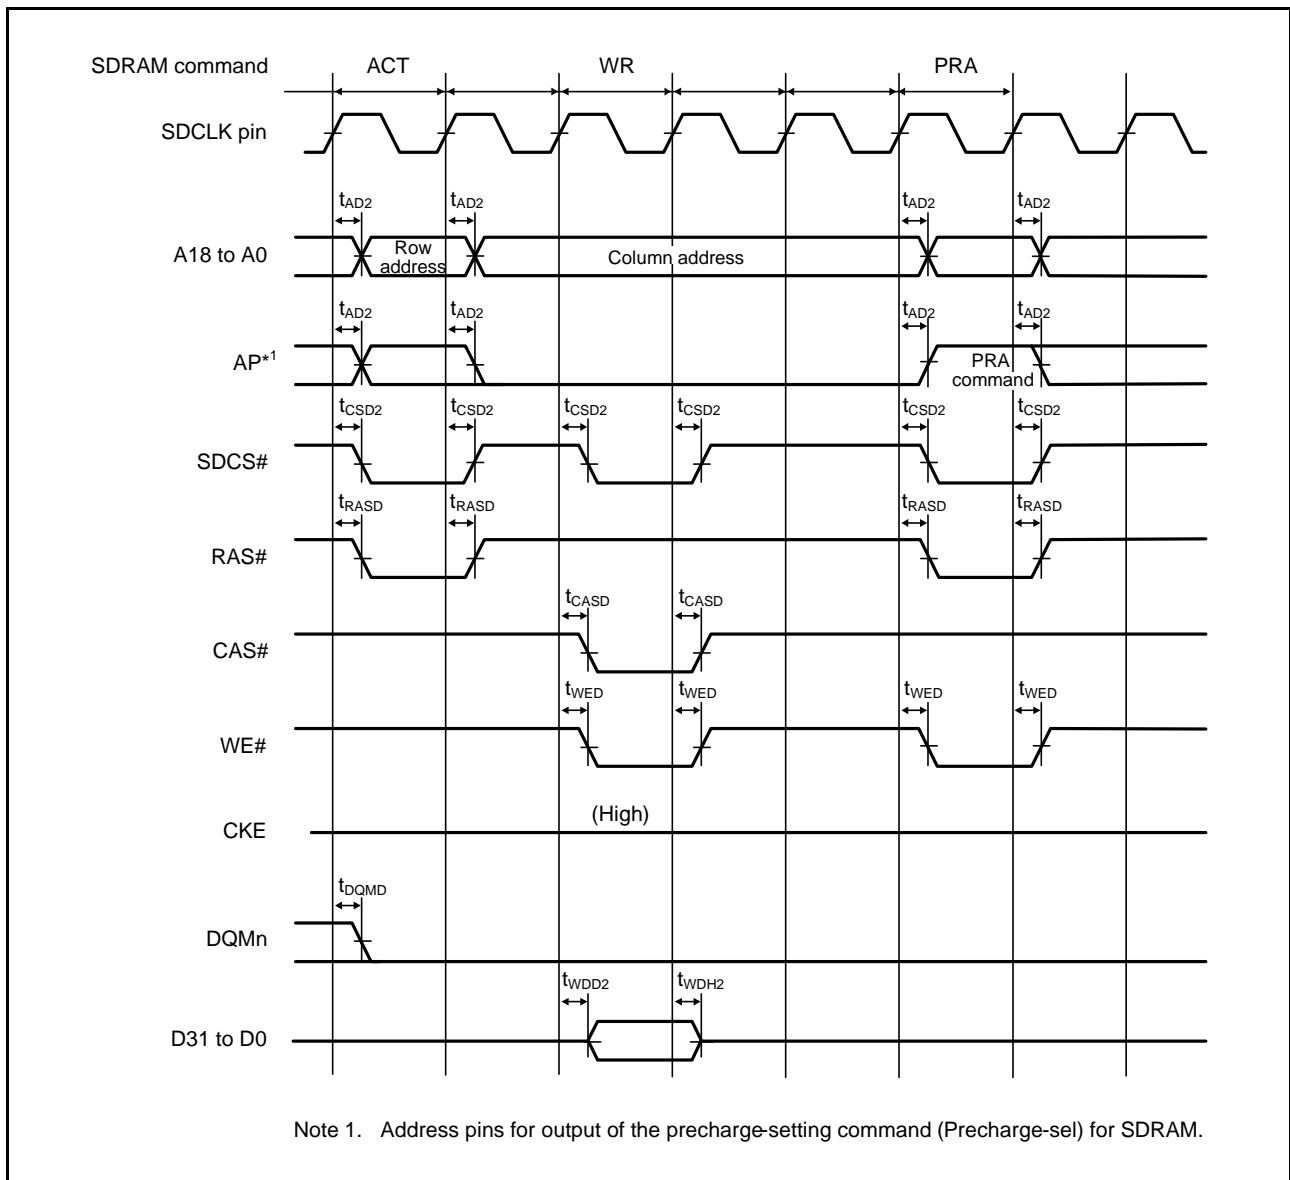 SDRAM command ACT WR PRA
SDCLK pin
tAD2 tAD2 tAD2 tAD2
A18 to A0 Row address Column address
tAD2 tAD2 tAD2 tAD2
AP*1 PRA command
tCSD2 tCSD2 tCSD2 tCSD2 tCSD2 tCSD2
SDCS#
tRASD tRASD tRASD tRASD
RAS#
tCASD tCASD
CAS#
tWED tWED tWED tWED
WE#
(High)
CKE
tDQMD
DQMn
tWDD2 tWDH2
D31 to D0
Note 1. Address pins for output of the precharge-setting command (Precharge-sel) for SDRAM.